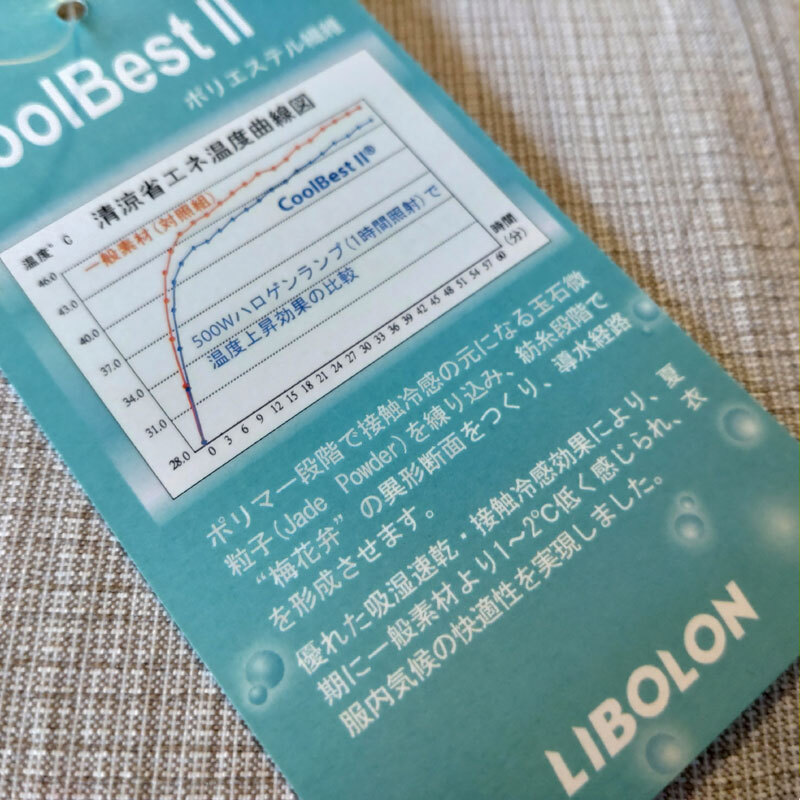 oolBest II
ポリエステル繊維
清涼省エネ温度曲線図
温度°C
一般素材(対照組)
CoolBest II®
500Wハロゲンランプ(1時間照射)で
温度上昇効果の比較
46.0
43.0
40.0
37.0
34.0
31.0
28.0
0 3 6 9 12 15 18 21 24 27 30 33 36 39 42 45 48 51 54 57 60
時間
(分)
ポリマー段階で接触冷感の元になる玉石微
粒子(Jade Powder)を練り込み、紡糸段階で
“梅花弁”の異形断面をつくり、導水経路
を形成させます。
優れた吸湿速乾・接触冷感効果により、夏
期に一般素材より1~2℃低く感じられ、衣
服内気候の快適性を実現しました。
LIBOLON